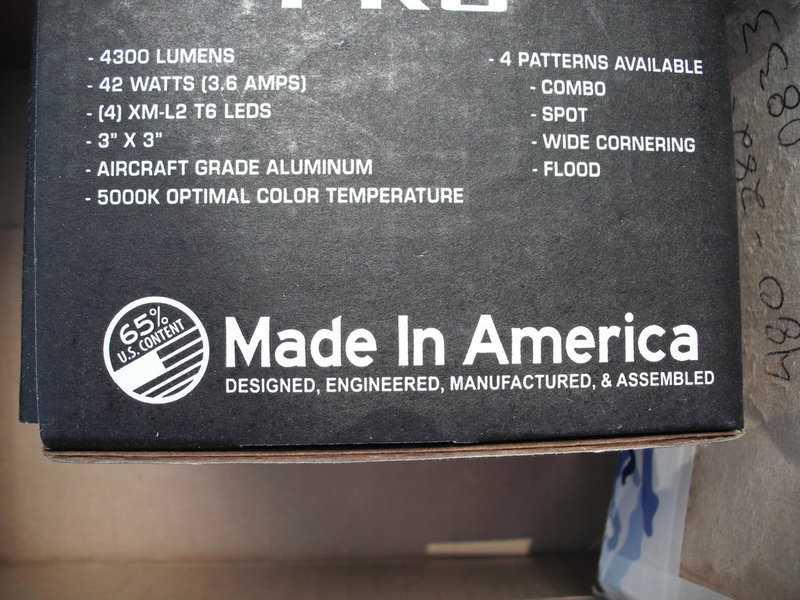 PRO
- 4300 LUMENS
- 42 WATTS (3.6 AMPS)
- (4) XM-L2 T6 LEDS
- 3" X 3"
- AIRCRAFT GRADE ALUMINUM
- 5000K OPTIMAL COLOR TEMPERATURE
- 4 PATTERNS AVAILABLE
- COMBO
- SPOT
- WIDE CORNERING
- FLOOD
65%
U.S. CONTENT
Made In America
DESIGNED, ENGINEERED, MANUFACTURED, & ASSEMBLED
0833